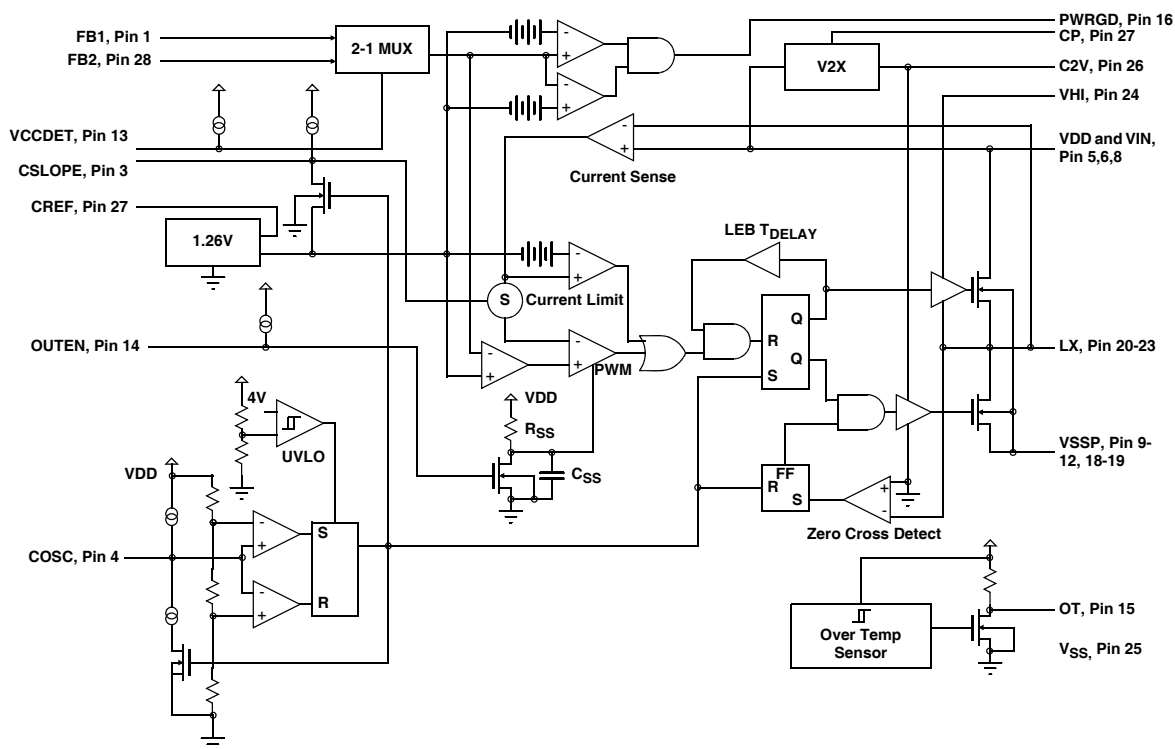 FB1, Pin 1
FB2, Pin 28
2-1 MUX
-
+
-
+
PWRGD, Pin 16
CP, Pin 27
V2X
C2V, Pin 26
VHI, Pin 24
VCCDET, Pin 13
CSLOPE, Pin 3
-
+
Current Sense
VDD and VIN,
Pin 5,6,8
CREF, Pin 27
1.26V
-
+
Current Limit
S
LEB TDELAY
Q
R
Q
S
OUTEN, Pin 14
-
+
-
+
PWM
LX, Pin 20-23
4V
UVLO
VDD
RSS
CSS
VSSP, Pin 9-
12, 18-19
FF
R
S
+
-
Zero Cross Detect
VDD
-
+
-
+
S
R
COSC, Pin 4
Over Temp
Sensor
OT, Pin 15
VSS, Pin 25